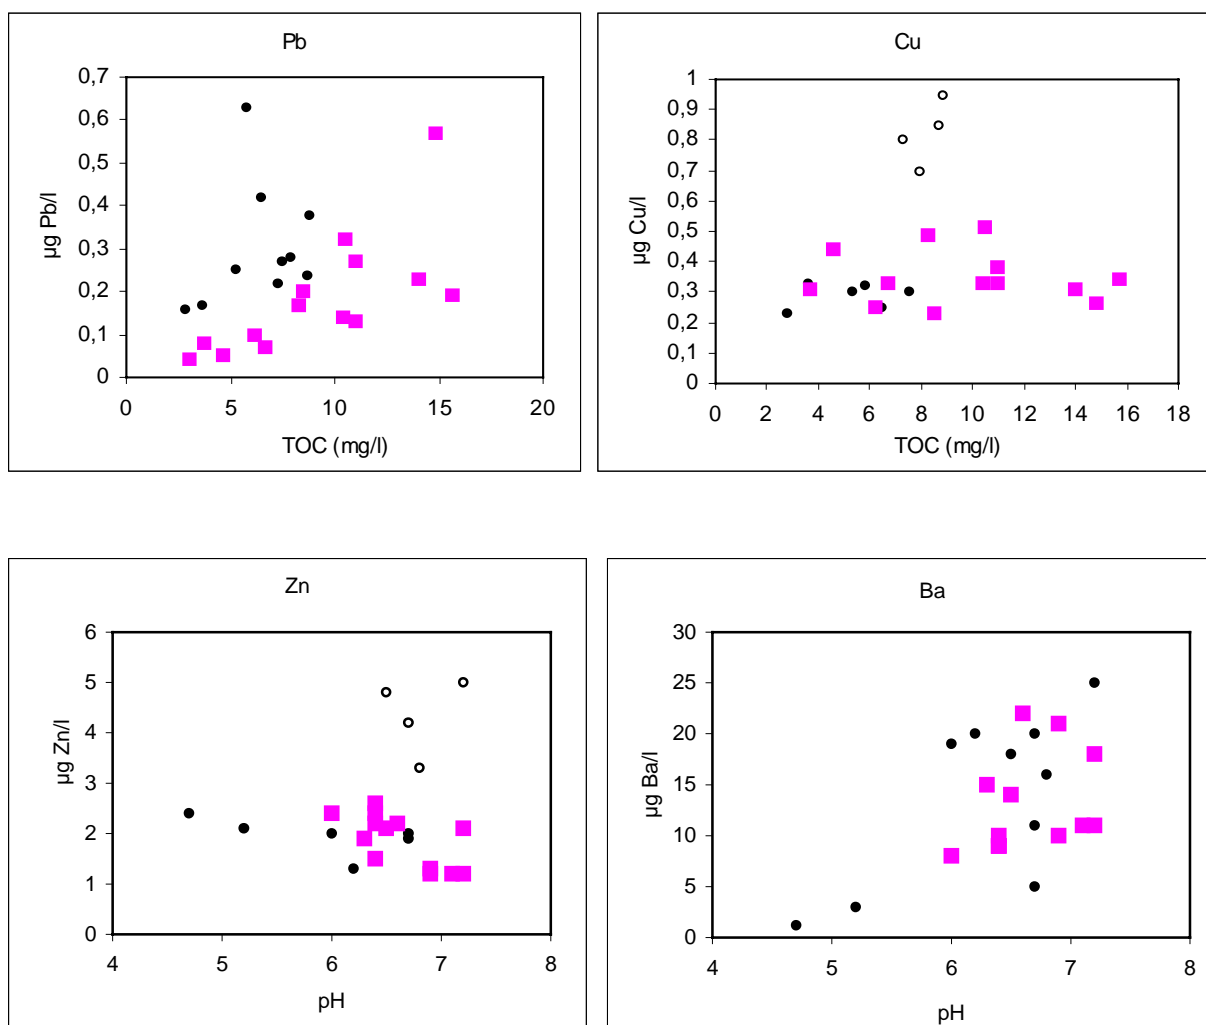 Pb
0,7
0,6
0,5
0,4
0,3
0,2
0,1
0
µg Pb/l
0 5 10 15 20
TOC (mg/l)
Cu
1
0,9
0,8
0,7
0,6
0,5
0,4
0,3
0,2
0,1
0
µg Cu/l
0 2 4 6 8 10 12 14 16 18
TOC (mg/l)
Zn
6
5
4
3
2
1
0
µg Zn/l
4 5 6 7 8
pH
Ba
30
25
20
15
10
5
0
µg Ba/l
4 5 6 7 8
pH